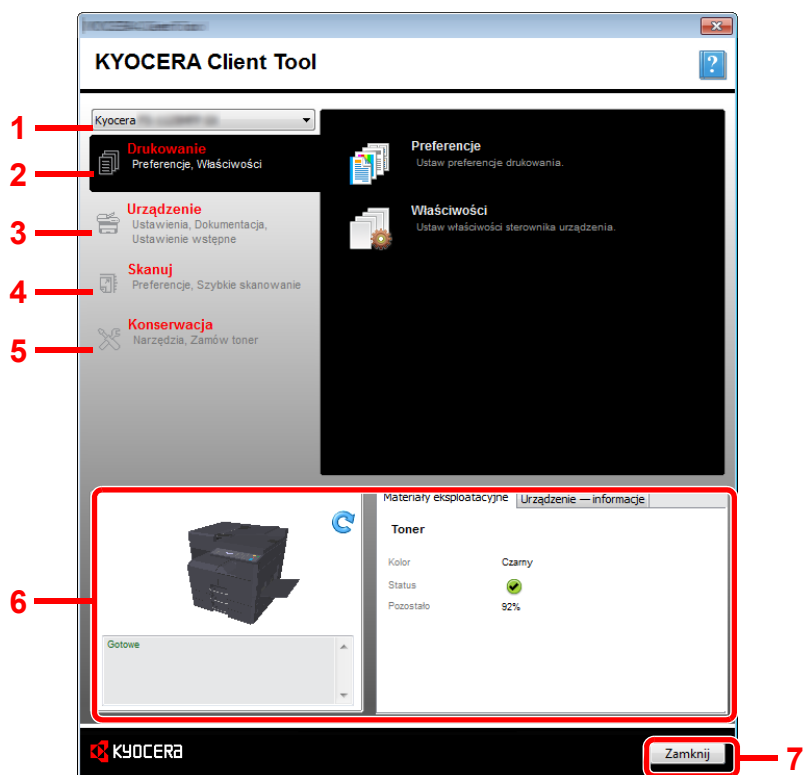 KYOCERA Client Tool
?
1
Kyocera
2
Drukowanie
Preferencje, Właściwości
Preferencje
Ustaw preferencje drukowania.
3
Urządzenie
Ustawienia, Dokumentacja,
Ustawienie wstępne
Właściwości
Ustaw właściwości sterownika urządzenia.
4
Skanuj
Preferencje, Szybkie skanowanie
5
Konserwacja
Narzędzia, Zamów toner
6
Gotowe
Materiały eksploatacyjne
Urządzenie — informacje
Toner
Kolor Czarny
Status
Pozostało 92%
KYOCERA
Zamknij
7